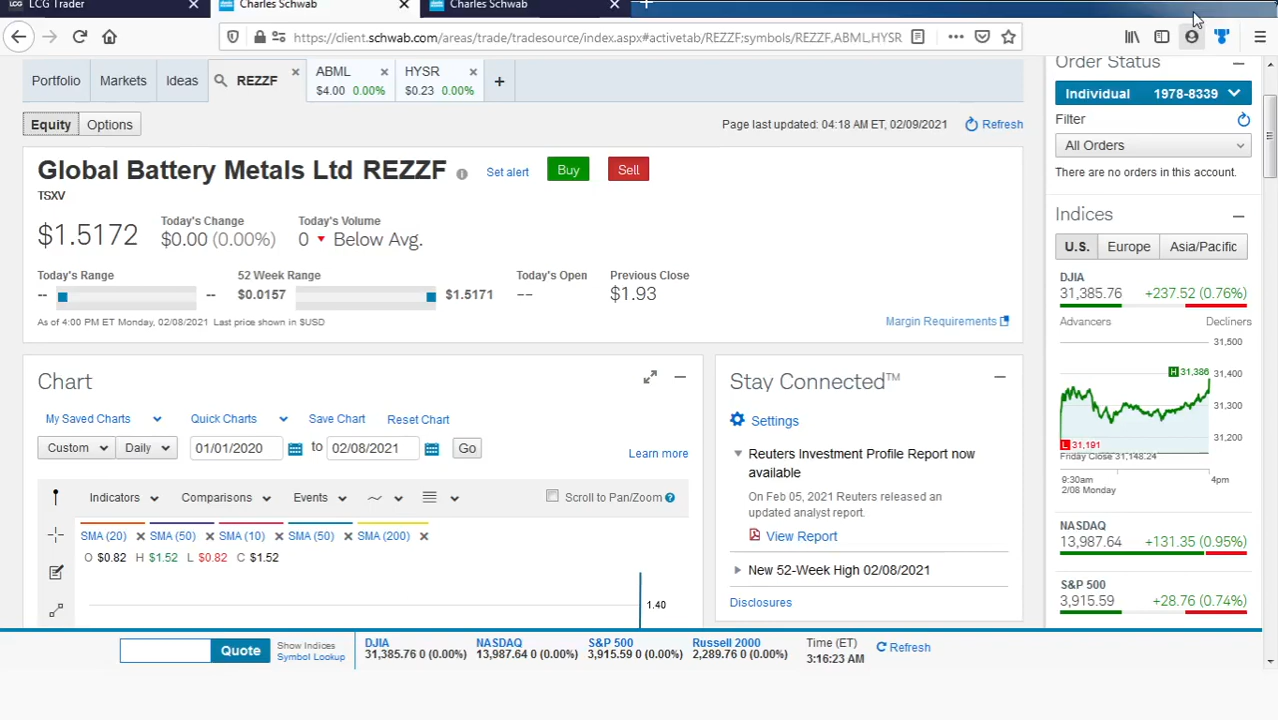 LCG Trader
Charles Schwab
Charles Schwab
https://client.schwab.com/areas/trade/tradesource/index.aspx#activetab/REZZF;symbols/REZZF,ABML,HYSR
Portfolio
Markets
Ideas
REZZF
ABML
$4.00 0.00%
HYSR
$0.23 0.00%
+
Equity
Options
Page last updated: 04:18 AM ET, 02/09/2021
Refresh
Global Battery Metals Ltd REZZF
Set alert
Buy
Sell
TSXV
$1.5172
Today's Change
$0.00 (0.00%)
Today's Volume
0 Below Avg.
Today's Range
-- --
52 Week Range
$0.0157 $1.5171
Today's Open
--
Previous Close
$1.93
As of 4:00 PM ET Monday, 02/08/2021 Last price shown in $USD
Margin Requirements
Chart
My Saved Charts
Quick Charts
Save Chart
Reset Chart
Custom
Daily
01/01/2020 to 02/08/2021
Go
Learn more
Indicators
Comparisons
Events
Scroll to Pan/Zoom
SMA (20) SMA (50) SMA (10) SMA (50) SMA (200)
O $0.82 H $1.52 L $0.82 C $1.52
1.40
Stay Connected™
Settings
Reuters Investment Profile Report now
available
On Feb 05, 2021 Reuters released an
updated analyst report.
View Report
New 52-Week High 02/08/2021
Disclosures
Order Status
Individual 1978-8339
Filter
All Orders
There are no orders in this account.
Indices
U.S.
Europe
Asia/Pacific
DJIA
31,385.76 +237.52 (0.76%)
Advancers Decliners
31,500
H 31,386
31,400
31,300
31,200
L 31,191
Friday Close 31,148.24
9:30am 4pm
2/08 Monday
NASDAQ
13,987.64 +131.35 (0.95%)
S&P 500
3,915.59 +28.76 (0.74%)
Quote
Show Indices
Symbol Lookup
DJIA
31,385.76 0 (0.00%)
NASDAQ
13,987.64 0 (0.00%)
S&P 500
3,915.59 0 (0.00%)
Russell 2000
2,289.76 0 (0.00%)
Time (ET)
3:16:23 AM
Refresh